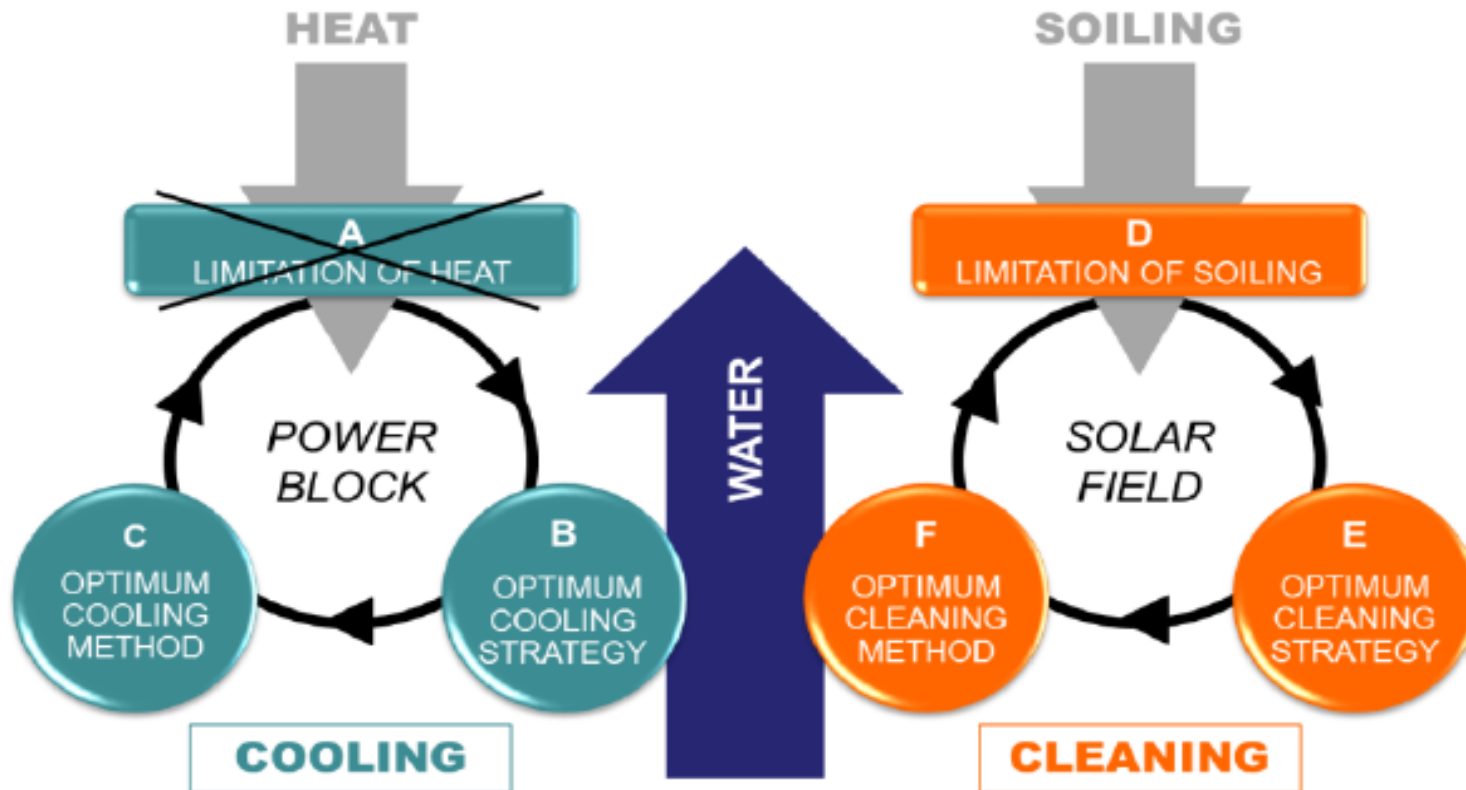 HEAT
A
LIMITATION OF HEAT
POWER
BLOCK
C
OPTIMUM
COOLING
METHOD
B
OPTIMUM
COOLING
STRATEGY
COOLING
WATER
SOILING
D
LIMITATION OF SOILING
SOLAR
FIELD
F
OPTIMUM
CLEANING
METHOD
E
OPTIMUM
CLEANING
STRATEGY
CLEANING